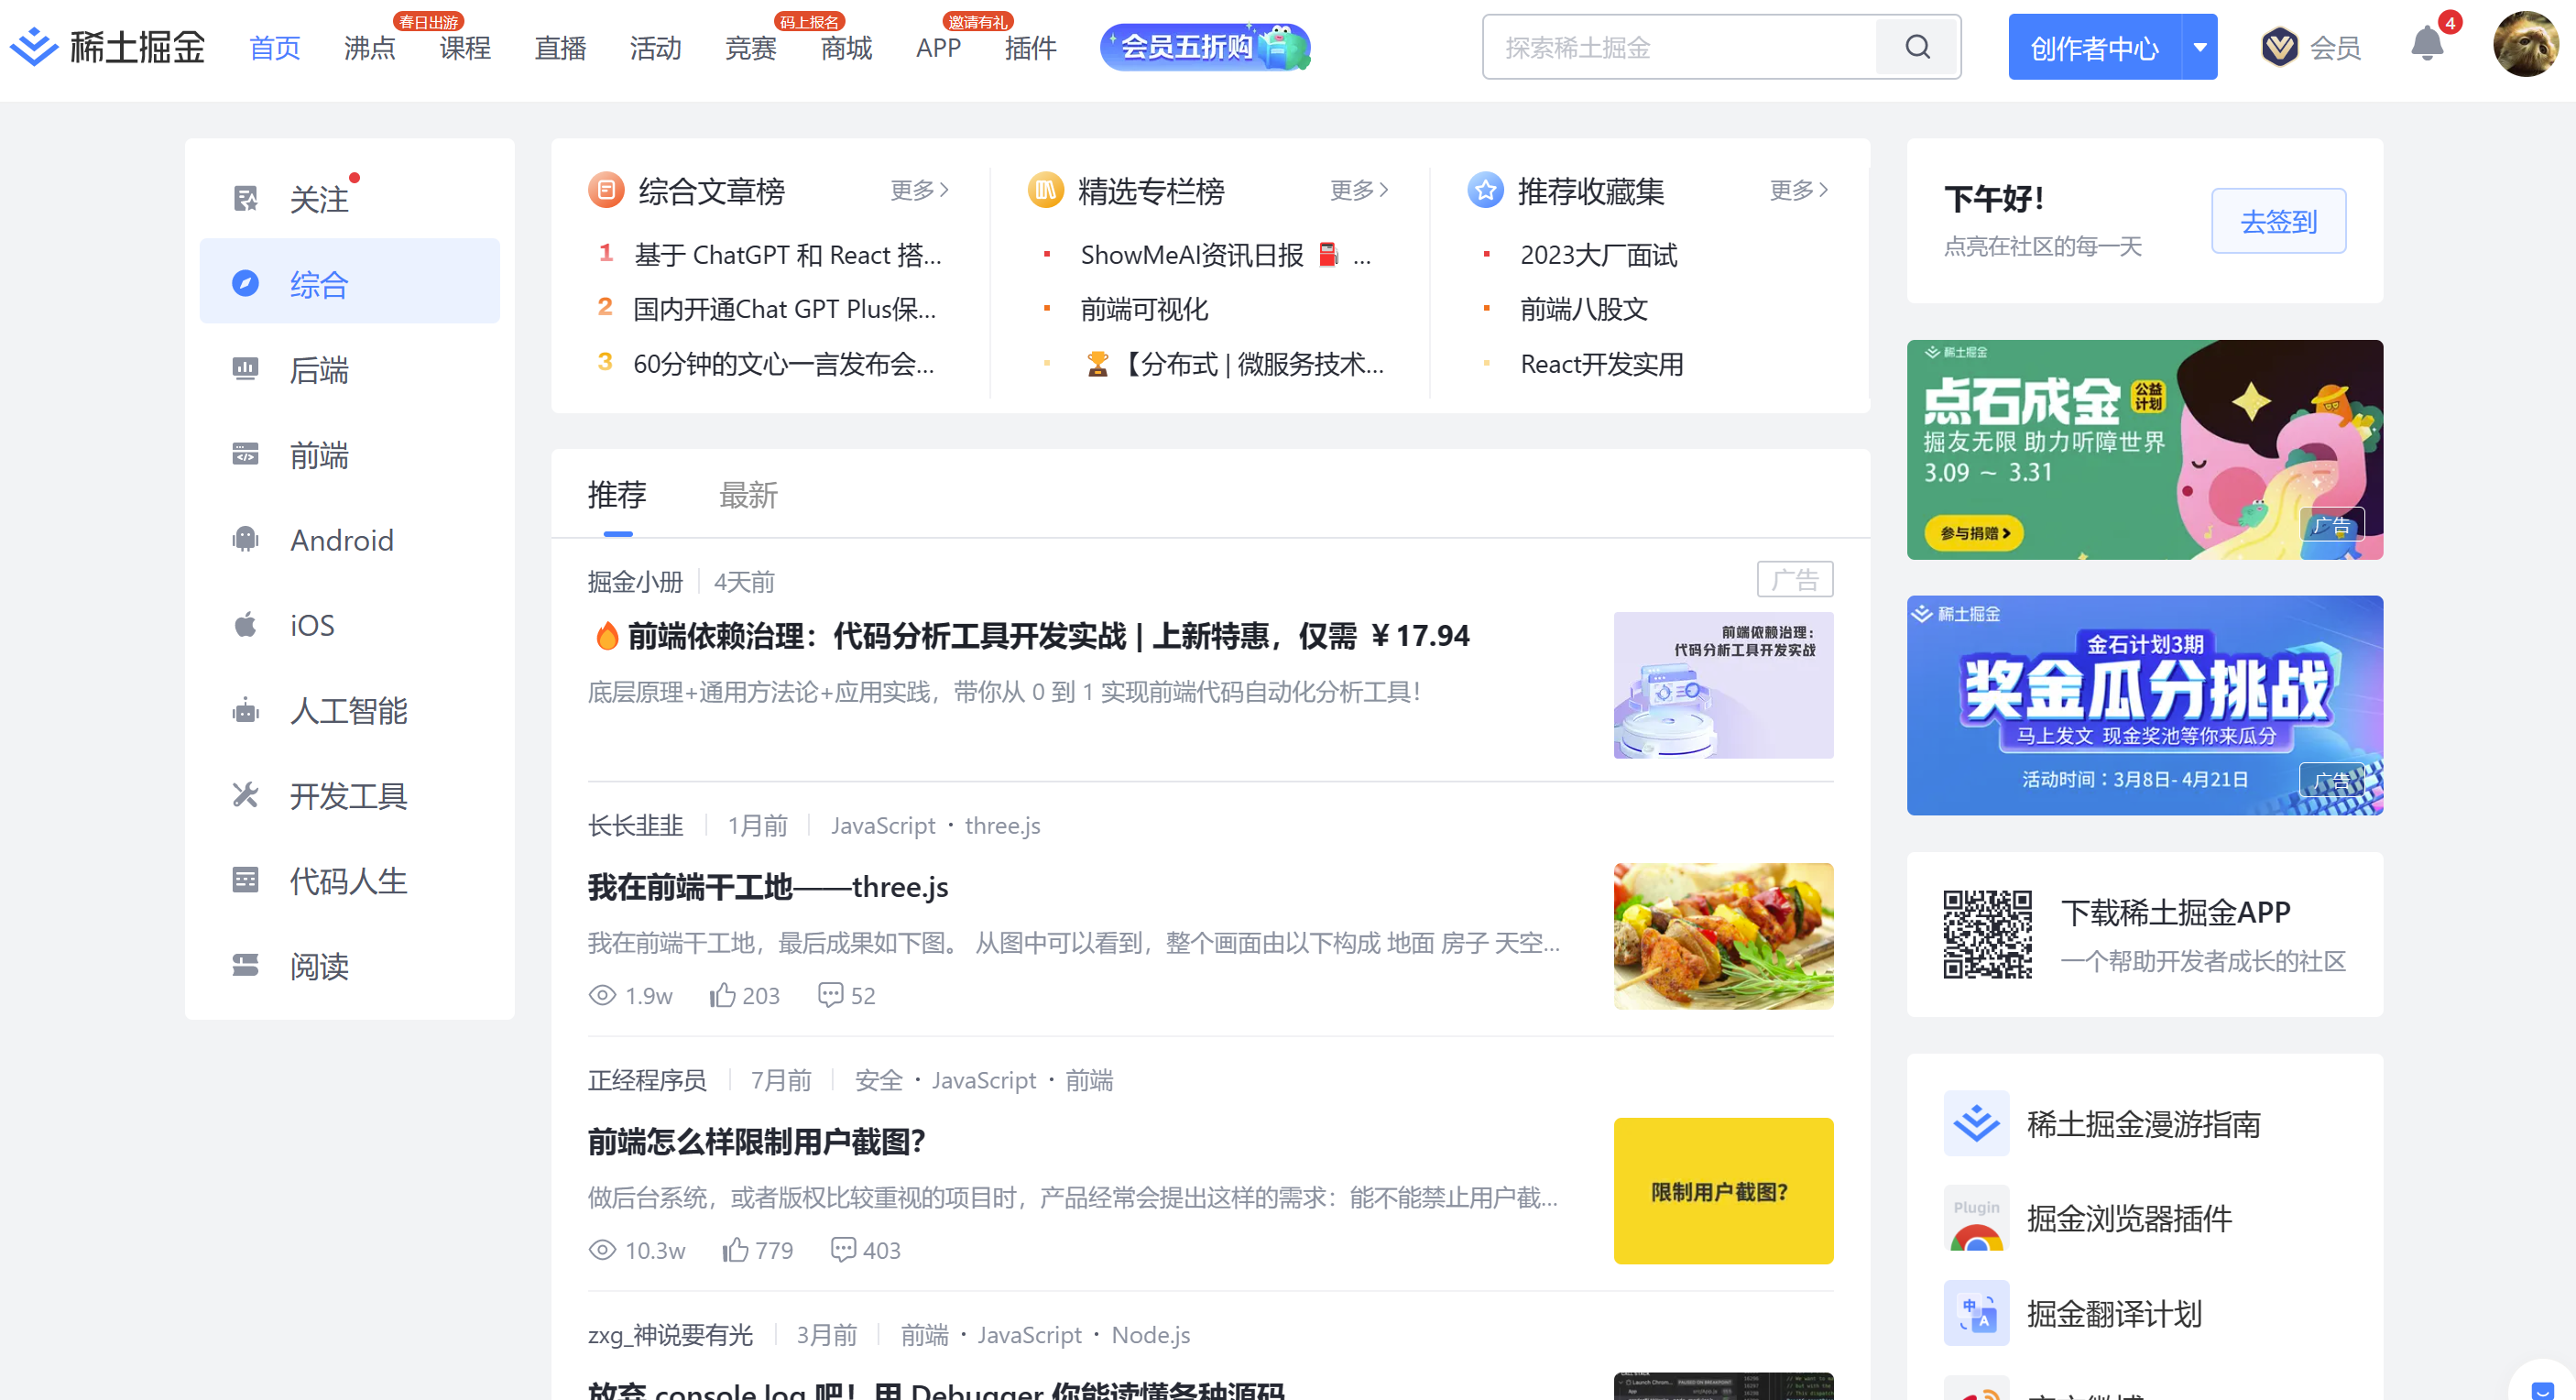 稀土掘金
首页
沸点
春日出游
课程
直播
活动
竞赛
码上报名
商城
APP
邀请有礼
插件
会员五折购
探索稀土掘金
创作者中心
会员
4
关注
综合
后端
前端
Android
iOS
人工智能
开发工具
代码人生
阅读
综合文章榜 更多
1 基于 ChatGPT 和 React 搭...
2 国内开通Chat GPT Plus保...
3 60分钟的文心一言发布会...
精选专栏榜 更多
ShowMeAI资讯日报 ⛽ ...
前端可视化
🏆【分布式 | 微服务技术...
推荐收藏集 更多
2023大厂面试
前端八股文
React开发实用
推荐 最新
掘金小册 4天前 广告
🔥前端依赖治理：代码分析工具开发实战 | 上新特惠，仅需 ￥17.94
底层原理+通用方法论+应用实践，带你从 0 到 1 实现前端代码自动化分析工具！
前端依赖治理：
代码分析工具开发实战
长长韭韭 1月前 JavaScript · three.js
我在前端干工地——three.js
我在前端干工地，最后成果如下图。 从图中可以看到，整个画面由以下构成 地面 房子 天空...
1.9w 203 52
正经程序员 7月前 安全 · JavaScript · 前端
前端怎么样限制用户截图？
做后台系统，或者版权比较重视的项目时，产品经常会提出这样的需求：能不能禁止用户截...
10.3w 779 403
限制用户截图？
zxg_神说要有光 3月前 前端 · JavaScript · Node.js
放弃 console.log 吧！用 Debugger 你能读懂各种源码
下午好！
点亮在社区的每一天
去签到
稀土掘金
点石成金 公益计划
掘友无限 助力听障世界
3.09 ~ 3.31
参与捐赠
广告
稀土掘金
金石计划3期
奖金瓜分挑战
马上发文 现金奖池等你来瓜分
活动时间：3月8日- 4月21日
广告
下载稀土掘金APP
一个帮助开发者成长的社区
稀土掘金漫游指南
Plugin
掘金浏览器插件
中
A
掘金翻译计划